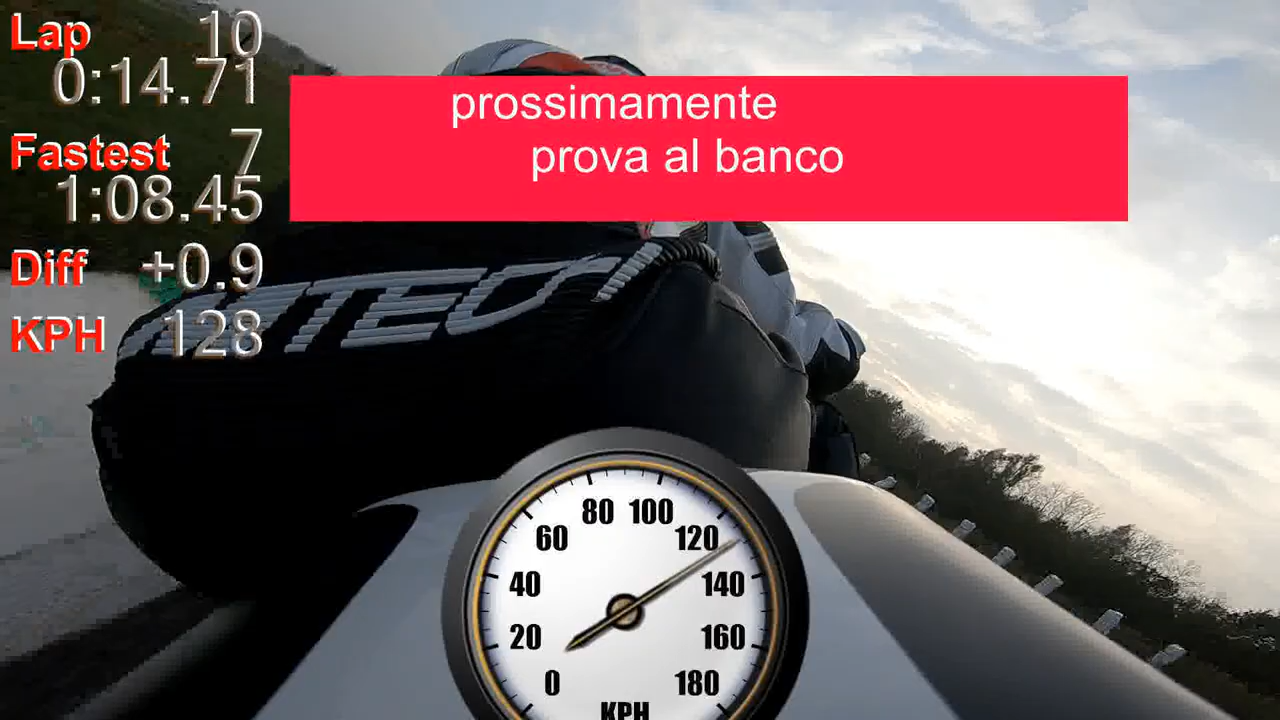 Lap 10
0:14.71
Fastest 7
1:08.45
Diff +0.9
KPH 128
prossimamente
prova al banco
80 100
60 120
40 140
20 160
0 180
KPH